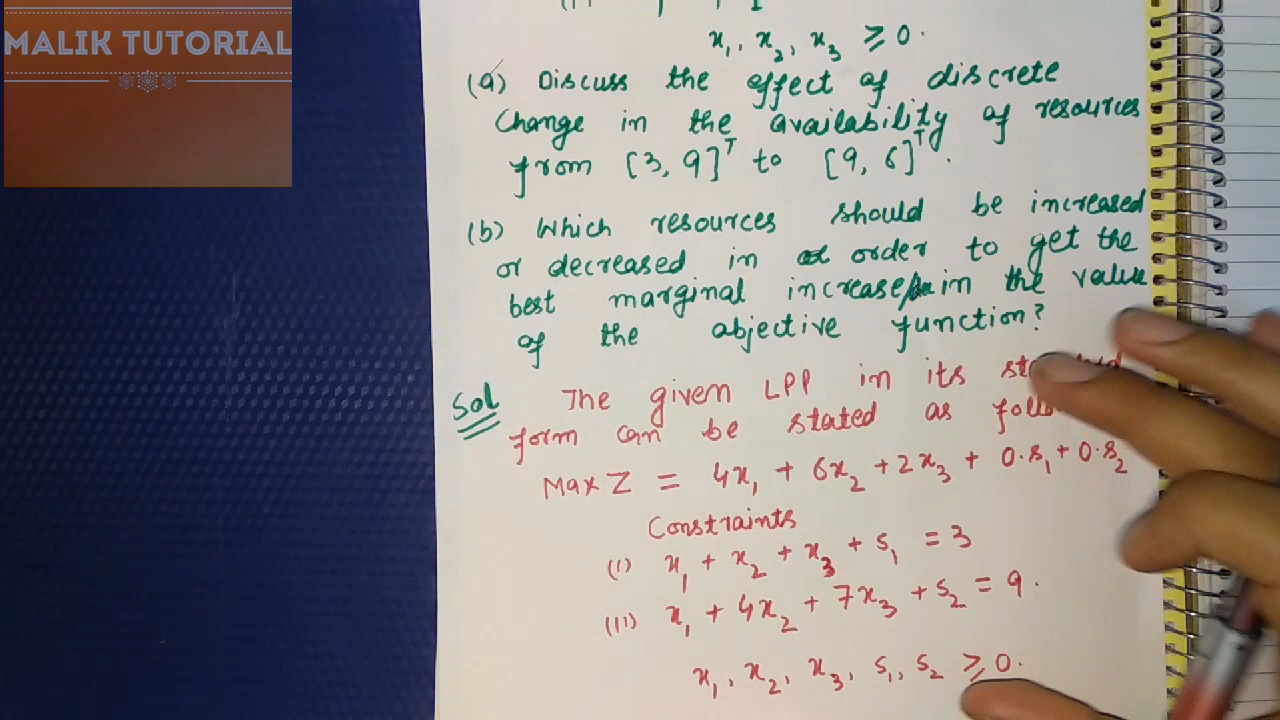 MALIK TUTORIAL
x₁, x₂, x₃ ≥ 0.
(a) Discuss the effect of discrete
Change in the availability of resources
from [3, 9]ᵀ to [9, 6]ᵀ.
(b) Which resources should be increased
or decreased in order to get the
best marginal increase in the value
of the abjective function?
Sol The given LPP in its
form can be stated as
Max Z = 4x₁ + 6x₂ + 2x₃ + 0.s₁ + 0.s₂
Constraints
(i) x₁ + x₂ + x₃ + s₁ = 3
(ii) x₁ + 4x₂ + 7x₃ + s₂ = 9.
x₁, x₂, x₃, s₁, s₂ ≥ 0.